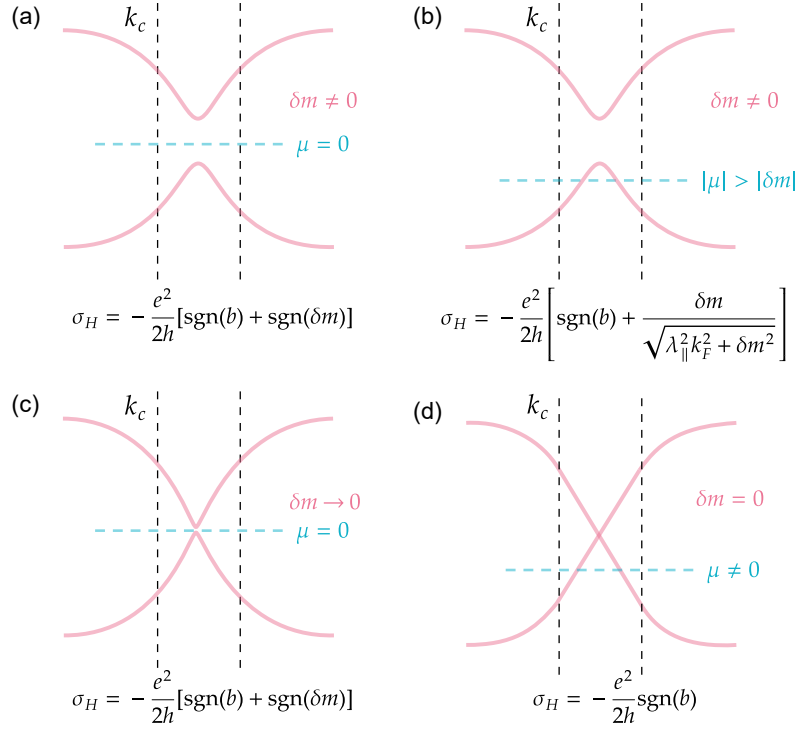 (a)
k_c
δm ≠ 0
μ = 0
σ_H = − e²/2h [sgn(b) + sgn(δm)]
(b)
k_c
δm ≠ 0
|μ| > |δm|
σ_H = − e²/2h [sgn(b) + δm/√(λ_∥² k_F² + δm²)]
(c)
k_c
δm → 0
μ = 0
σ_H = − e²/2h [sgn(b) + sgn(δm)]
(d)
k_c
δm = 0
μ ≠ 0
σ_H = − e²/2h sgn(b)